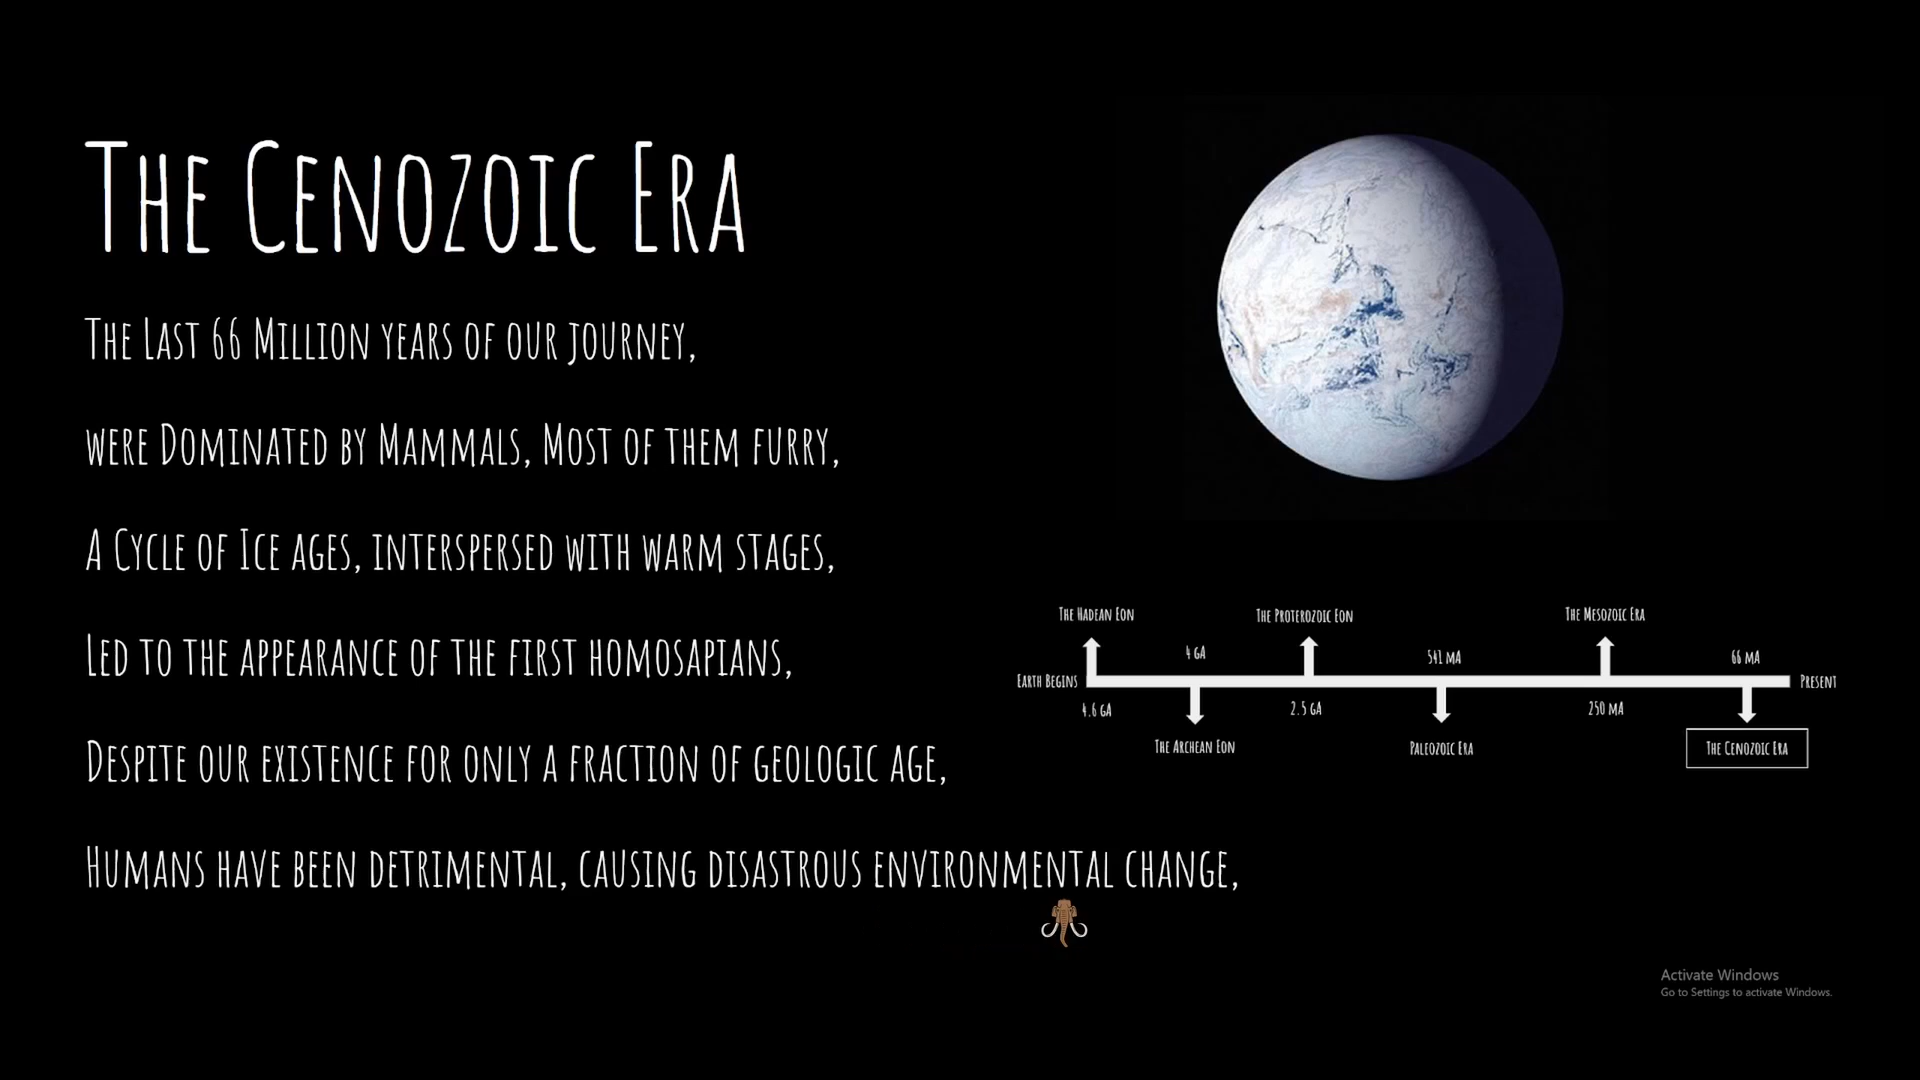 The Cenozoic Era
The Last 66 Million years of our journey,
were Dominated by Mammals, Most of them furry,
A Cycle of Ice ages, interspersed with warm stages,
Led to the appearance of the first homosapians,
Despite our existence for only a fraction of geologic age,
Humans have been detrimental, causing disastrous environmental change,
The Hadean Eon
The Proterozoic Eon
The Mesozoic Era
4 ga
541 ma
66 ma
Earth Begins
Present
4.6 ga
2.5 ga
250 ma
The Archean Eon
Paleozoic Era
The Cenozoic Era
Activate Windows
Go to Settings to activate Windows.